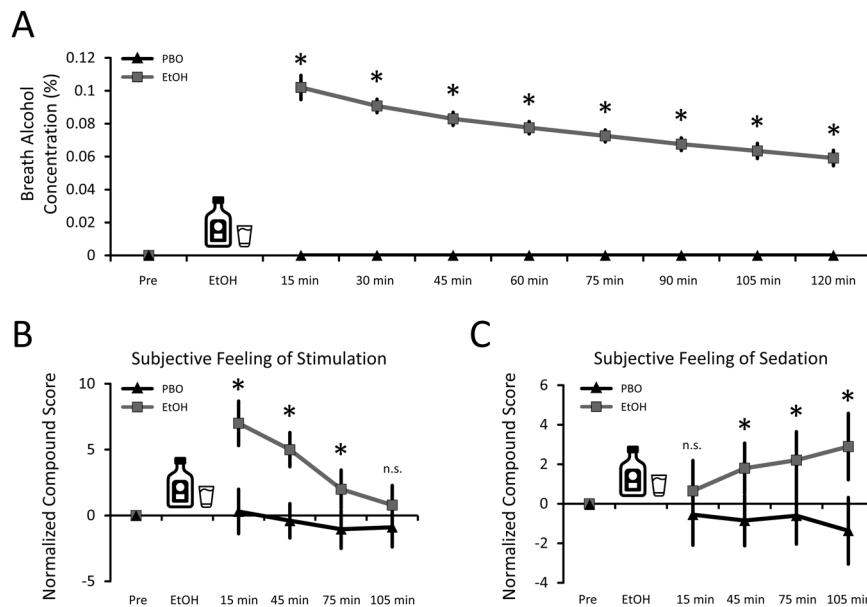 A
PBO
EtOH
Breath Alcohol
Concentration (%)
0.12
0.1
0.08
0.06
0.04
0.02
0
* * * * * * * *
Pre EtOH 15 min 30 min 45 min 60 min 75 min 90 min 105 min 120 min
B
Subjective Feeling of Stimulation
PBO
EtOH
Normalized Compound Score
10
5
0
-5
* * * n.s.
Pre EtOH 15 min 45 min 75 min 105 min
C
Subjective Feeling of Sedation
PBO
EtOH
Normalized Compound Score
6
4
2
0
-2
-4
n.s. * * *
Pre EtOH 15 min 45 min 75 min 105 min